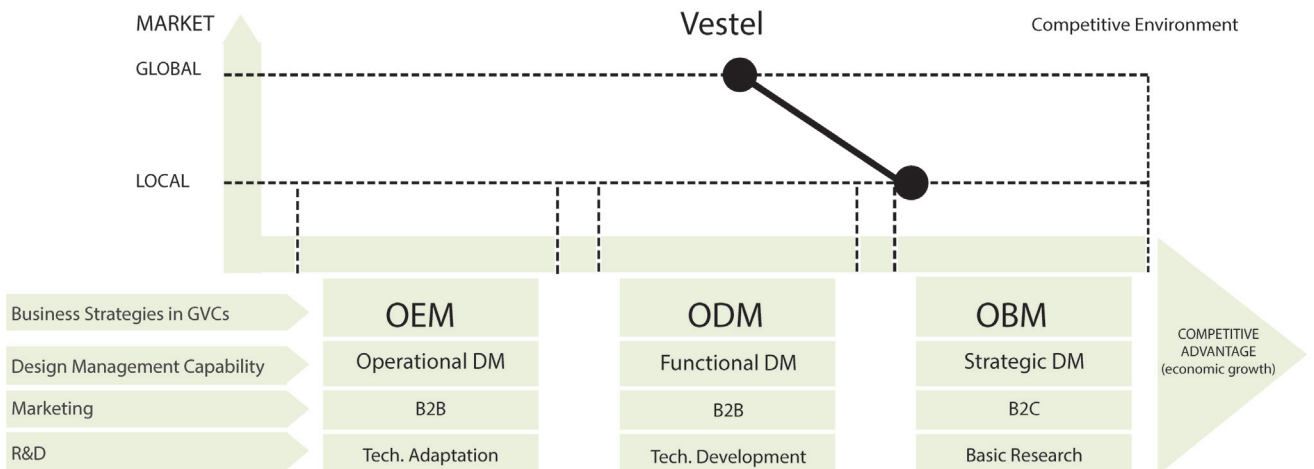 MARKET
Vestel
Competitive Environment
GLOBAL
LOCAL
Business Strategies in GVCs
OEM
ODM
OBM
Design Management Capability
Operational DM
Functional DM
Strategic DM
Marketing
B2B
B2B
B2C
R&D
Tech. Adaptation
Tech. Development
Basic Research
COMPETITIVE
ADVANTAGE
(economic growth)